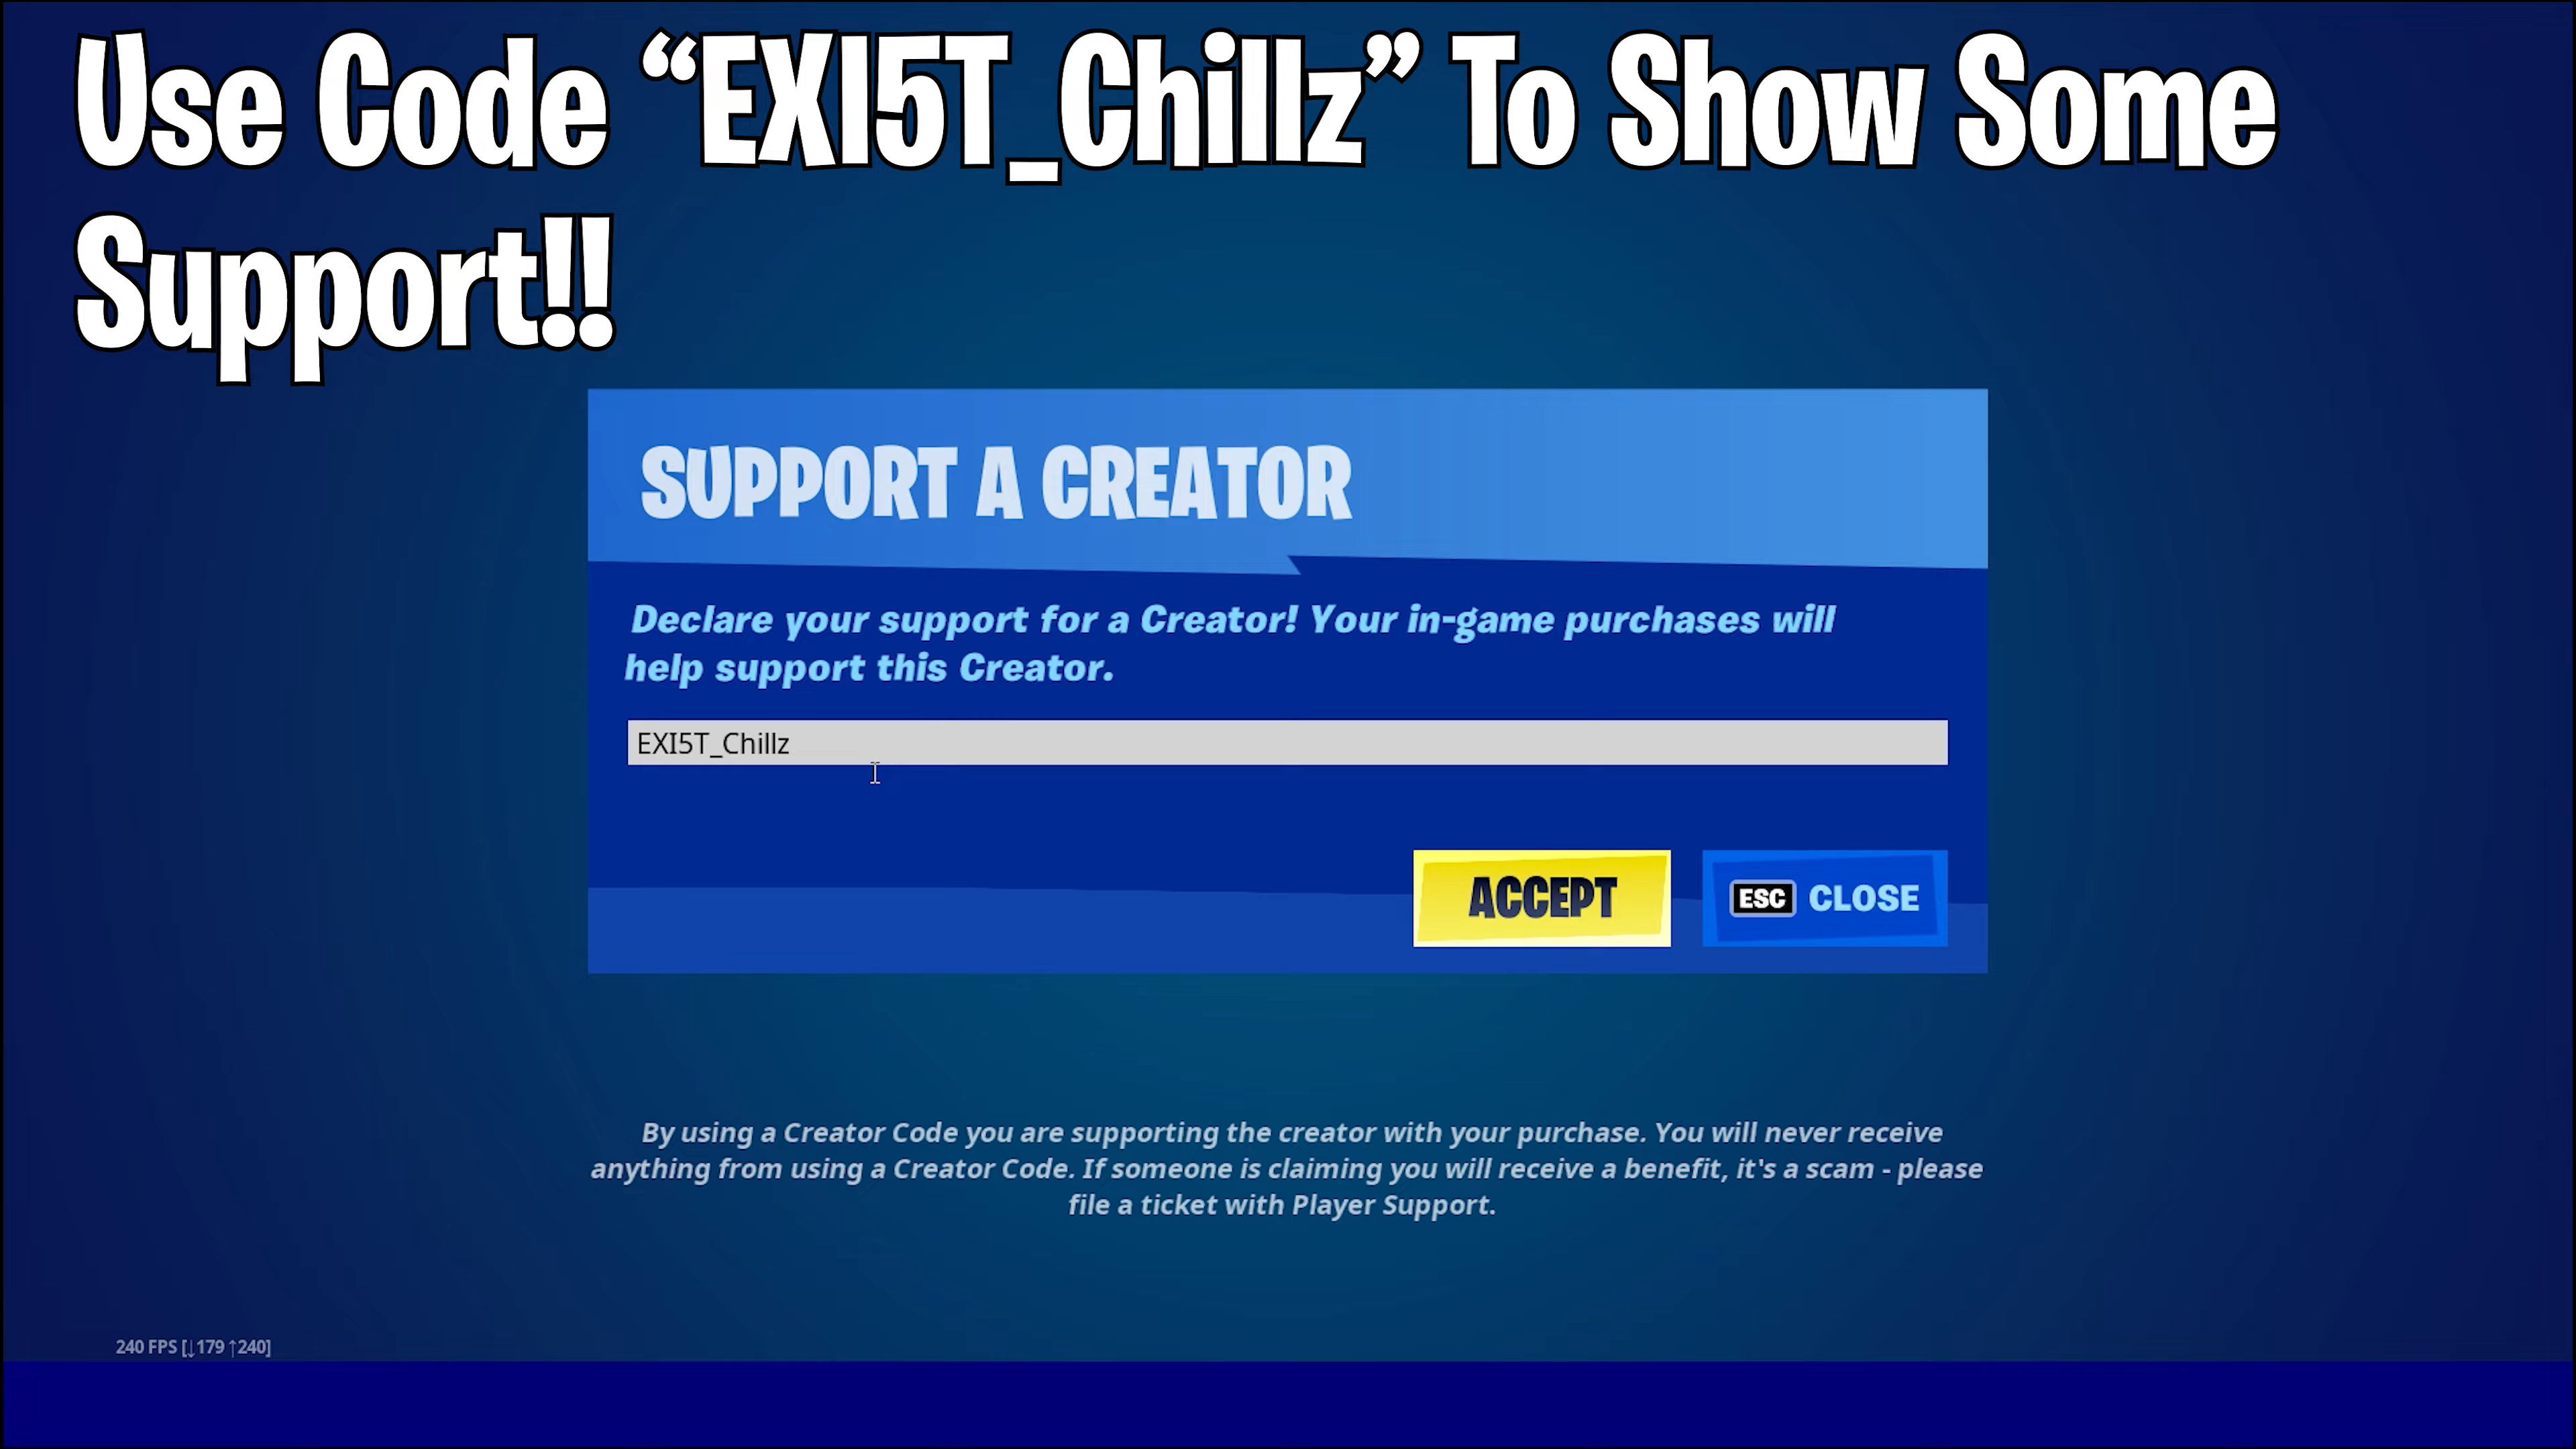 Use Code “EXI5T_Chillz” To Show Some
Support!!
SUPPORT A CREATOR
Declare your support for a Creator! Your in-game purchases will
help support this Creator.
EXI5T_Chillz
ACCEPT
ESC CLOSE
By using a Creator Code you are supporting the creator with your purchase. You will never receive
anything from using a Creator Code. If someone is claiming you will receive a benefit, it's a scam - please
file a ticket with Player Support.
240 FPS [↓179 ↑240]